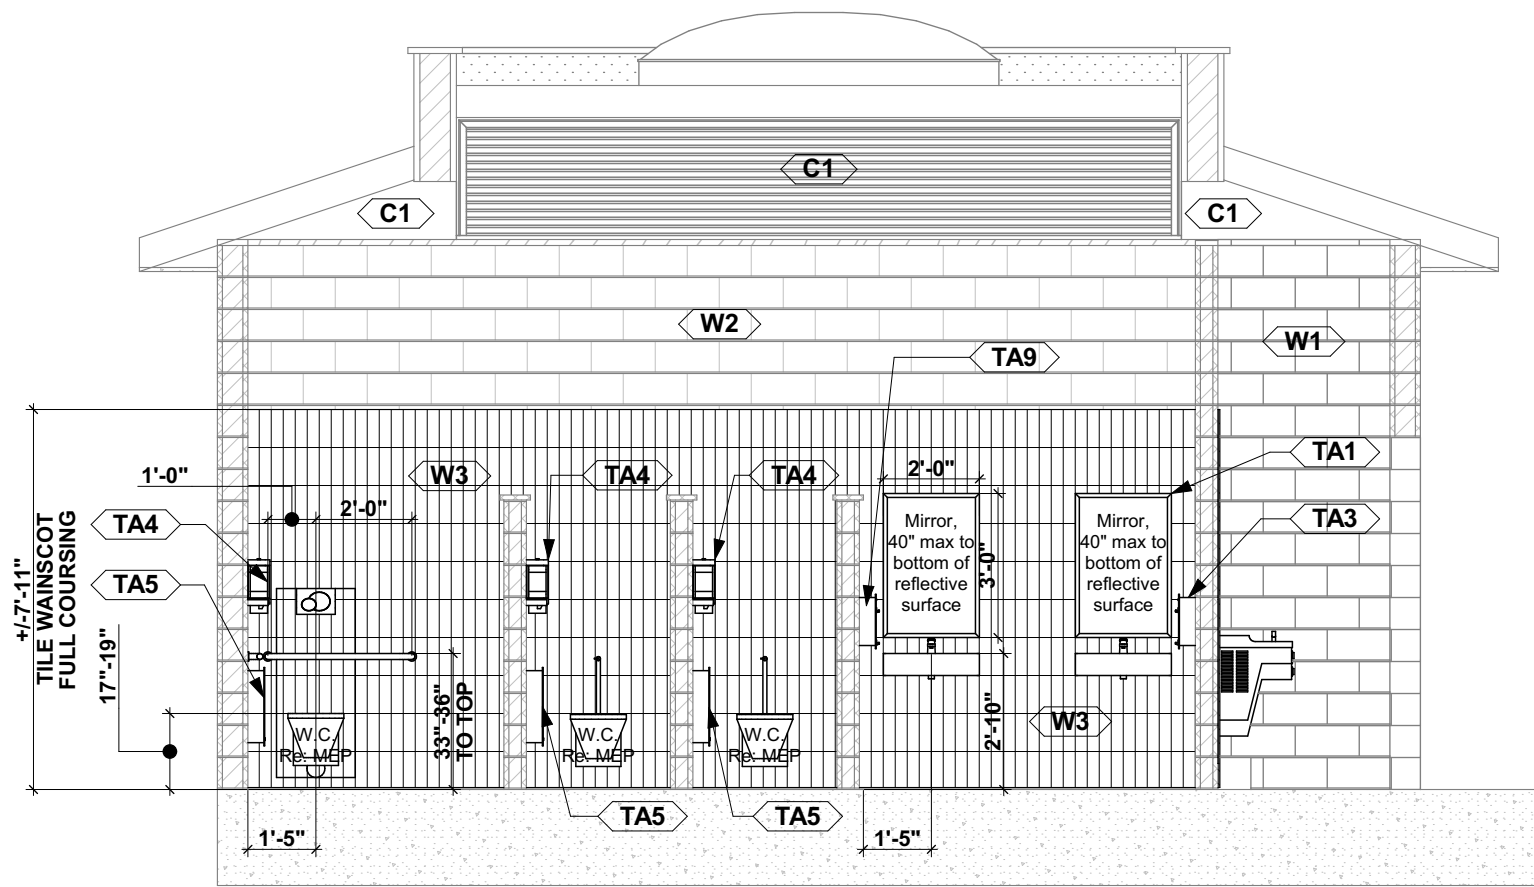 C1
C1
C1
W2
W1
TA9
W3
TA4
TA4
2'-0"
TA1
1'-0"
2'-0"
TA4
TA3
Mirror,
40" max to
bottom of
reflective
surface
3'-0"
Mirror,
40" max to
bottom of
reflective
surface
TA5
+/-7'-11"
TILE WAINSCOT
FULL COURSING
17"-19"
33"-36"
TO TOP
W.C.
Re: MEP
W.C.
Re: MEP
W.C.
Re: MEP
2'-10"
W3
TA5
TA5
1'-5"
1'-5"